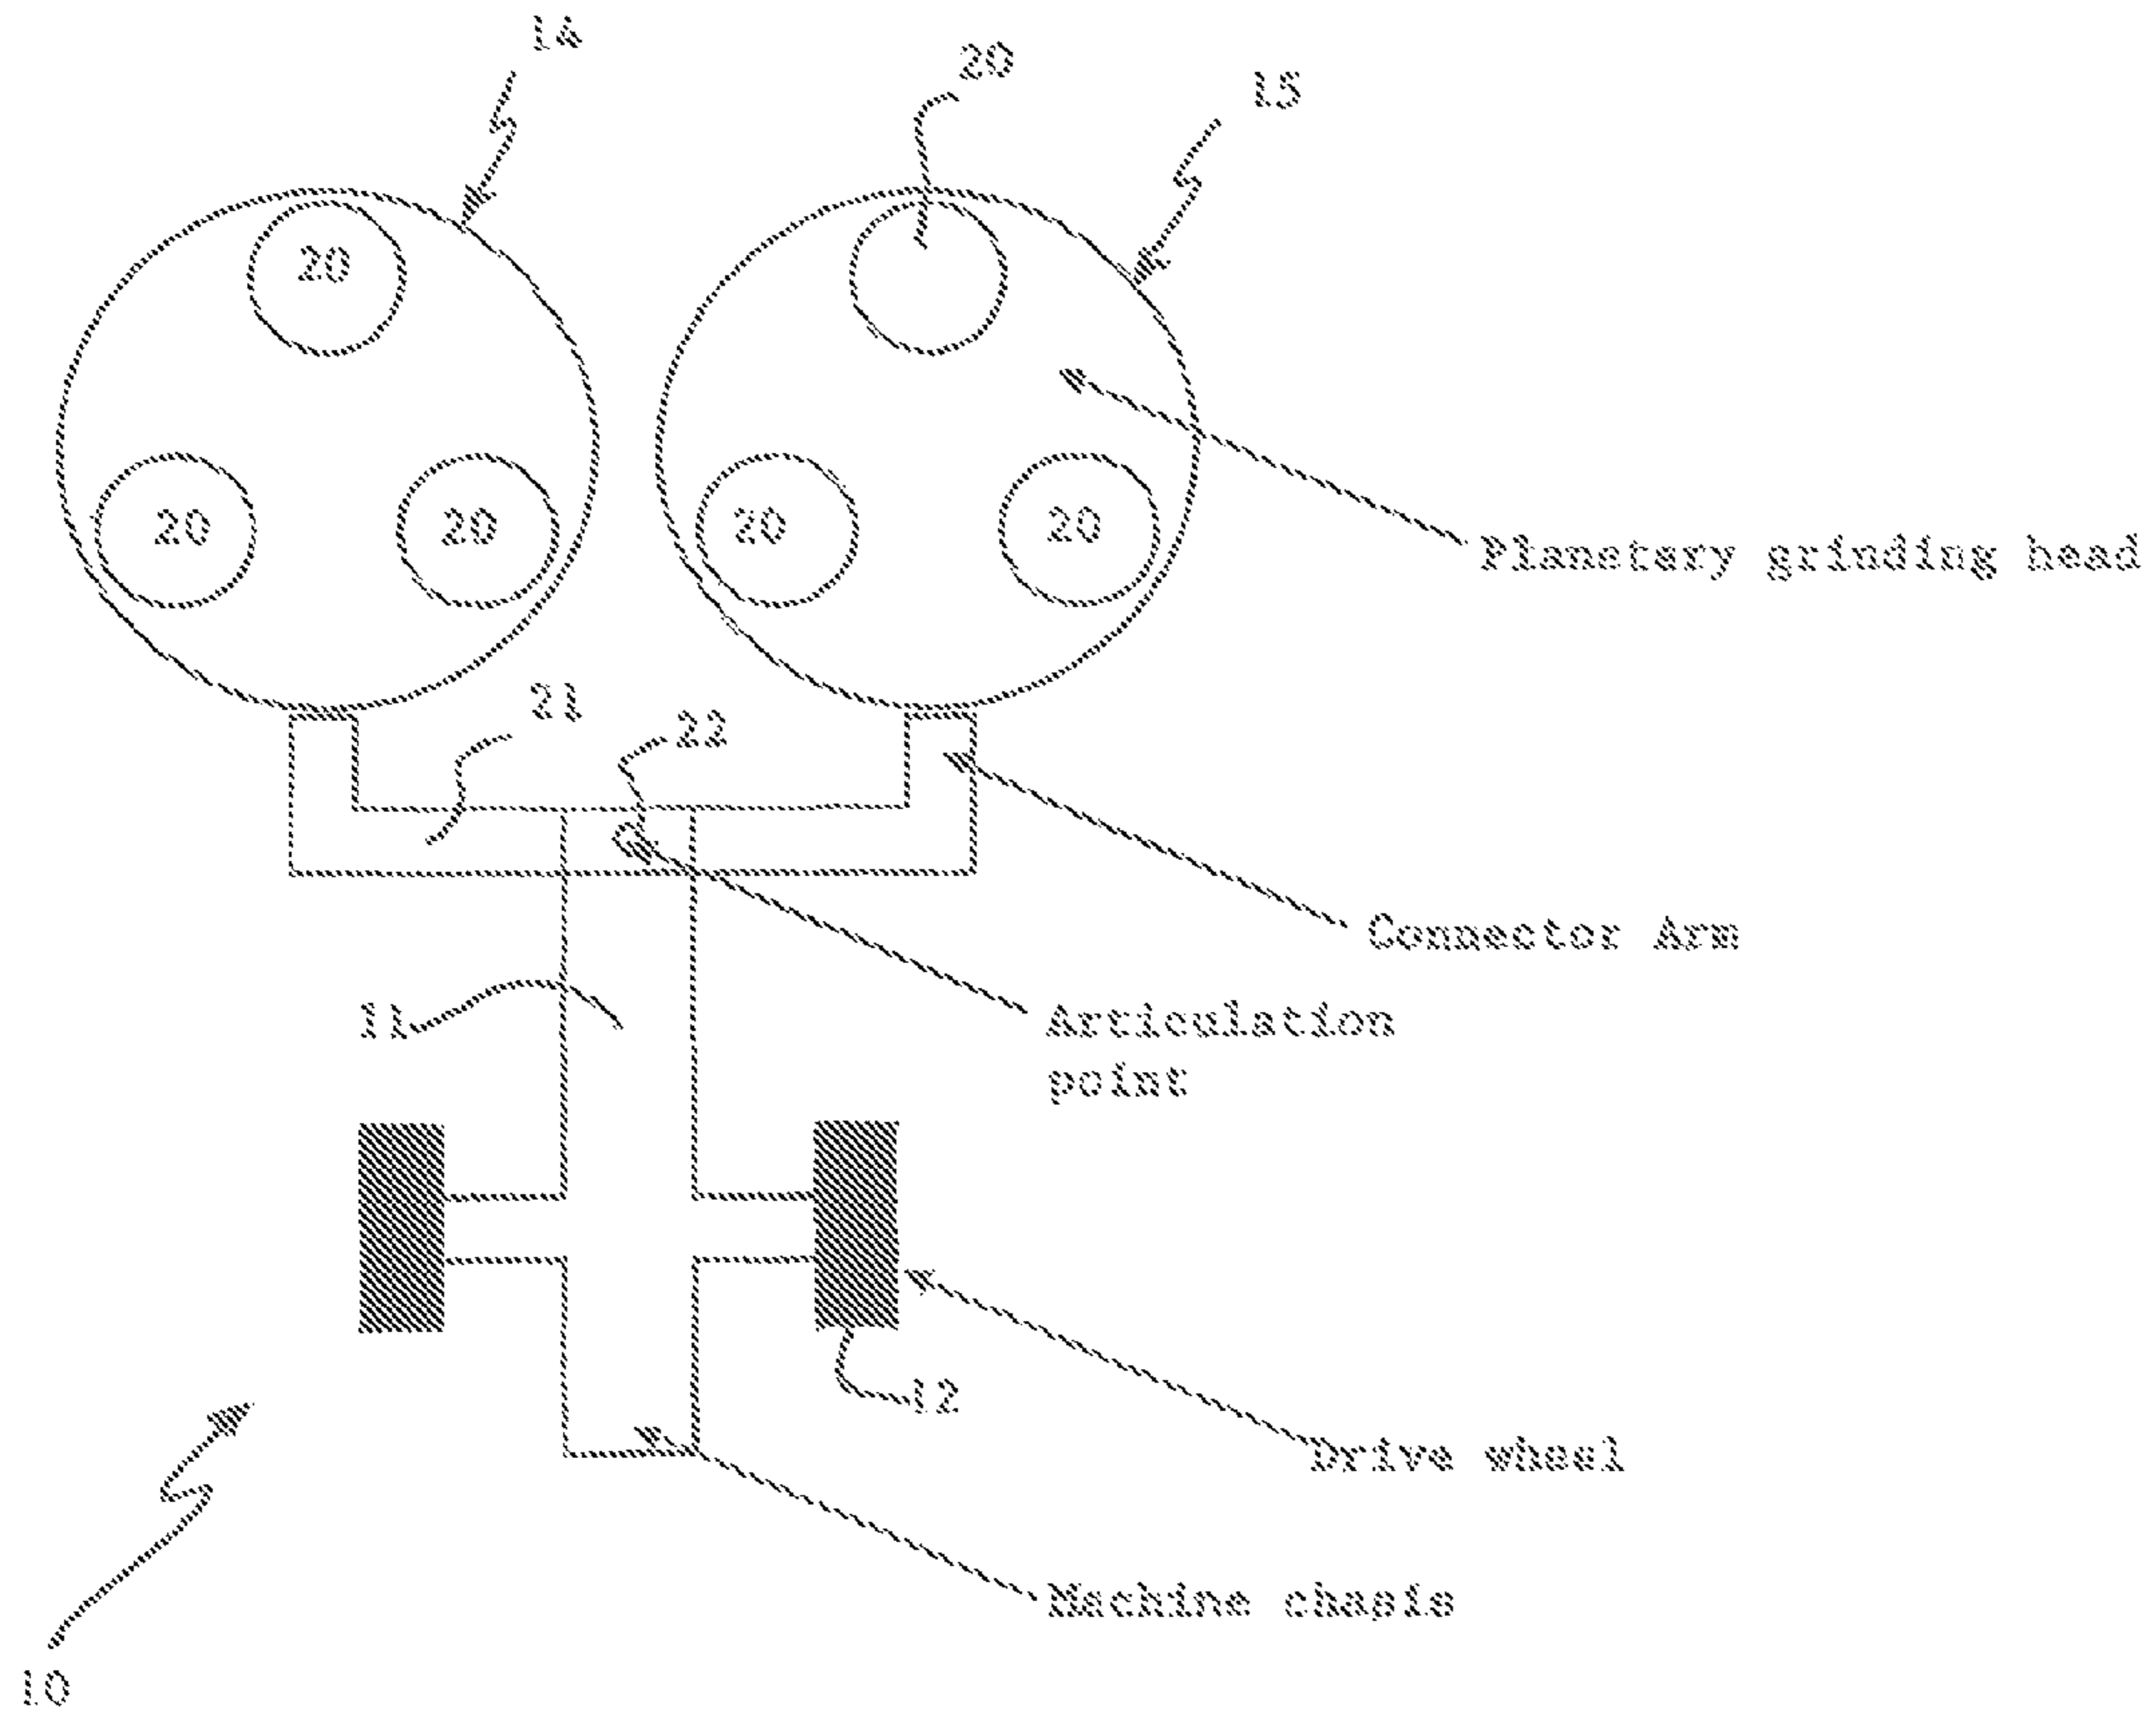 14
20
15
20
20
20
20
20
Planetary grinding head
21
22
Connector Arm
11
Articulation
point
12
Drive wheel
Machine chasis
10